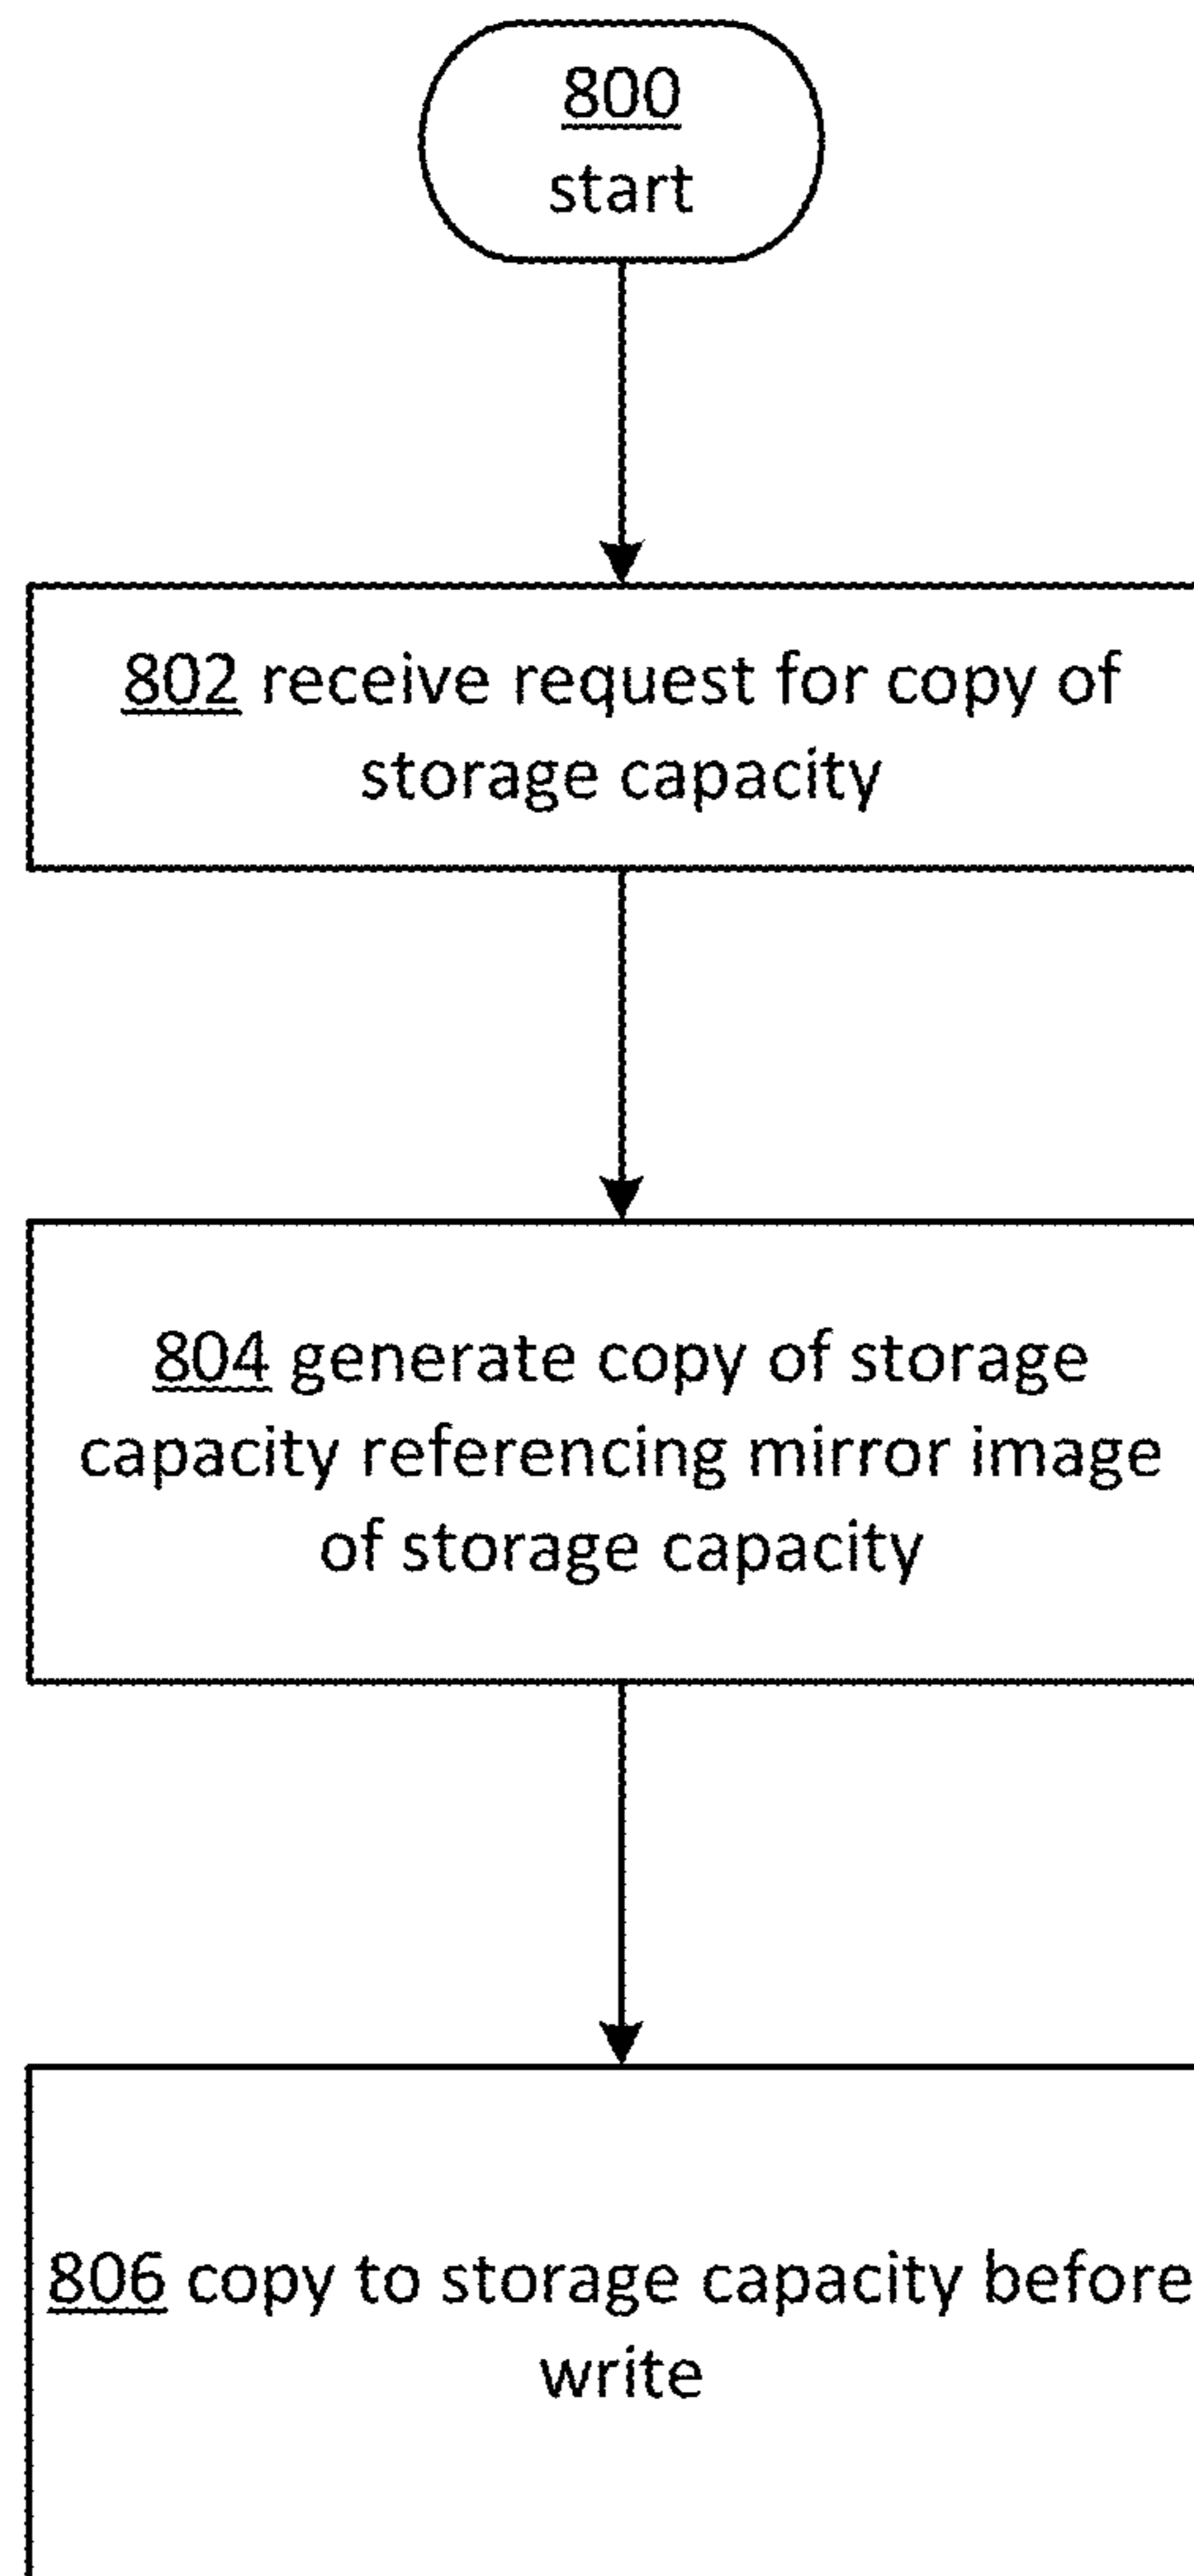 800
start
802 receive request for copy of
storage capacity
804 generate copy of storage
capacity referencing mirror image
of storage capacity
806 copy to storage capacity before
write